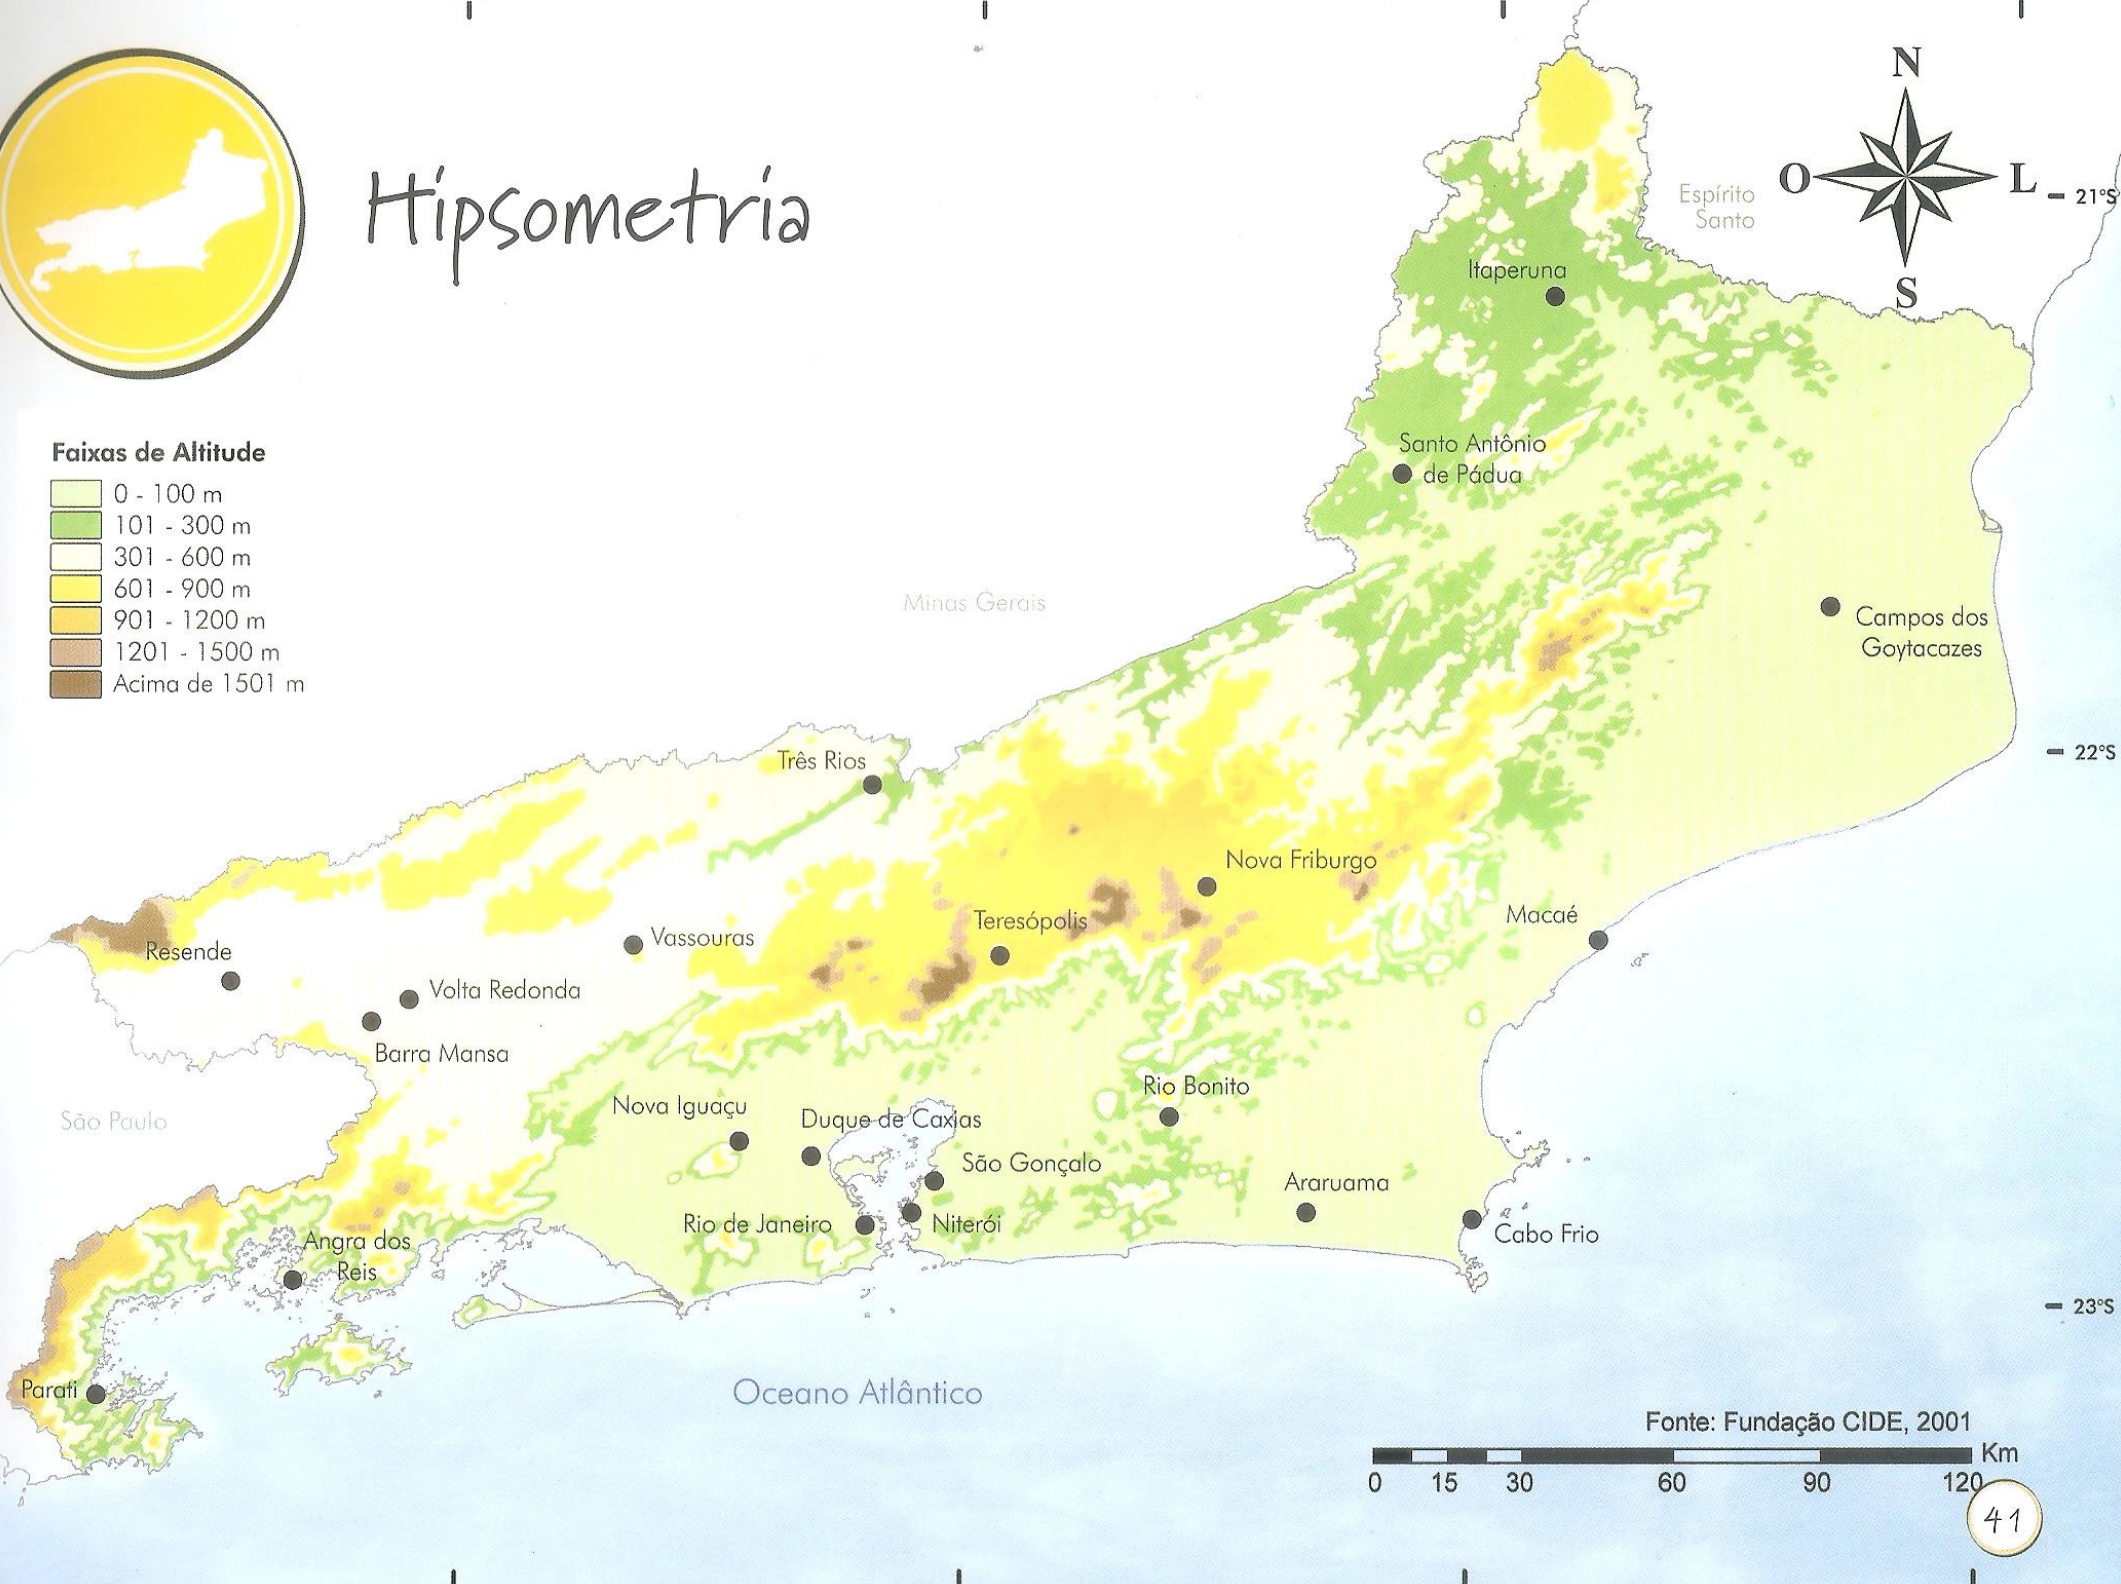 N
O
L
S
21°S
Hipsometria
Espírito
Santo
Itaperuna
Faixas de Altitude
0 - 100 m
101 - 300 m
301 - 600 m
601 - 900 m
901 - 1200 m
1201 - 1500 m
Acima de 1501 m
Santo Antônio
de Pádua
Minas Gerais
Campos dos
Goytacazes
22°S
Três Rios
Nova Friburgo
Macaé
Teresópolis
Vassouras
Resende
Volta Redonda
Barra Mansa
São Paulo
Rio Bonito
Nova Iguaçu
Duque de Caxias
São Gonçalo
Araruama
Rio de Janeiro
Niterói
Cabo Frio
Angra dos
Reis
23°S
Parati
Oceano Atlântico
Fonte: Fundação CIDE, 2001
Km
0 15 30 60 90 120
41